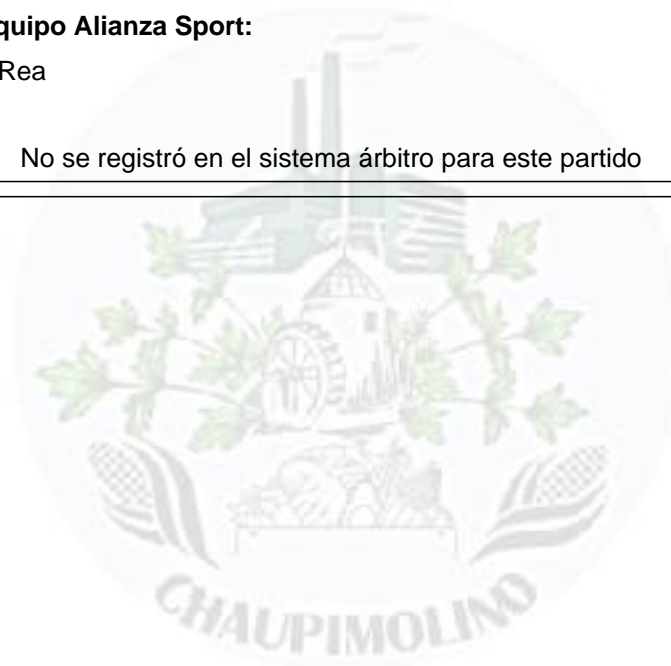 quipo Alianza Sport:
Rea
No se registró en el sistema árbitro para este partido
CHAUPIMOLINO